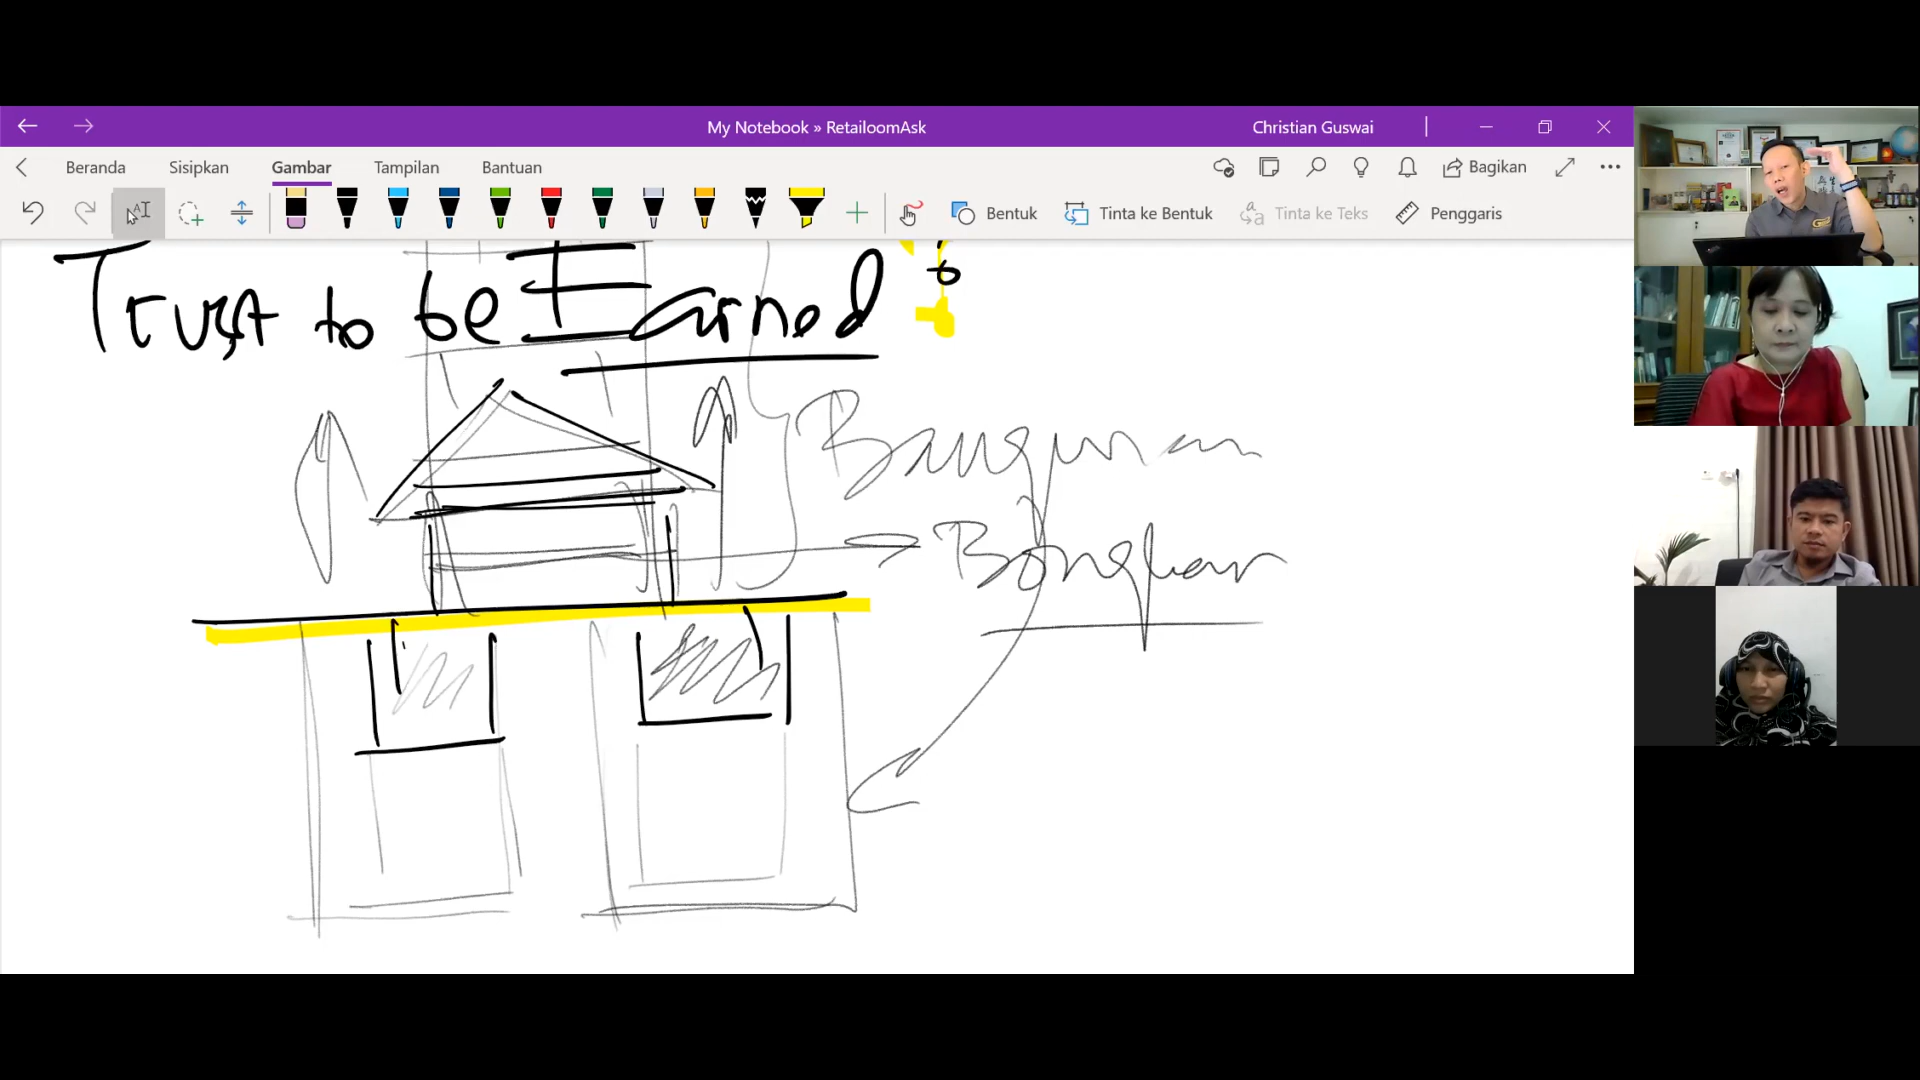 My Notebook » RetailoomAsk
Christian Guswai
Beranda
Sisipkan
Gambar
Tampilan
Bantuan
Bagikan
Bentuk
Tinta ke Bentuk
Tinta ke Teks
Penggaris
Trust to be Earned
Bangunan
Bongkar